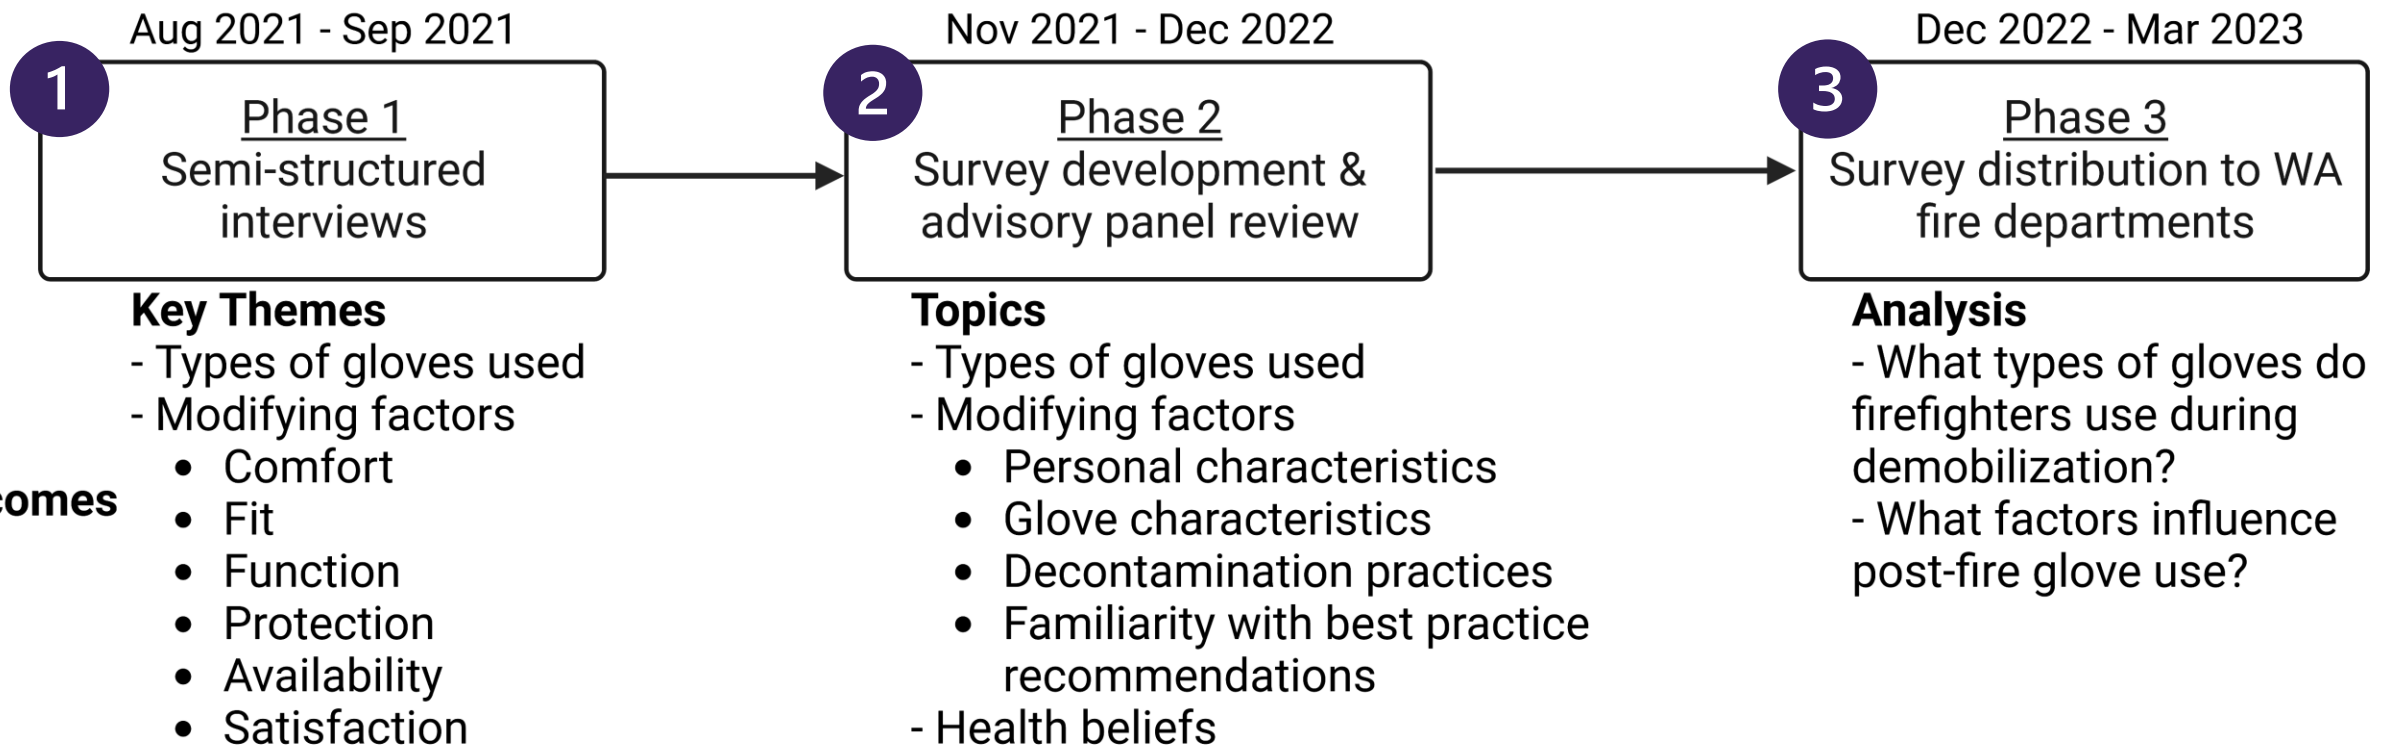 Aug 2021 - Sep 2021
1
Phase 1
Semi-structured
interviews
Key Themes
- Types of gloves used
- Modifying factors
• Comfort
• Fit
• Function
• Protection
• Availability
• Satisfaction
comes
Nov 2021 - Dec 2022
2
Phase 2
Survey development &
advisory panel review
Topics
- Types of gloves used
- Modifying factors
• Personal characteristics
• Glove characteristics
• Decontamination practices
• Familiarity with best practice
recommendations
- Health beliefs
Dec 2022 - Mar 2023
3
Phase 3
Survey distribution to WA
fire departments
Analysis
- What types of gloves do
firefighters use during
demobilization?
- What factors influence
post-fire glove use?